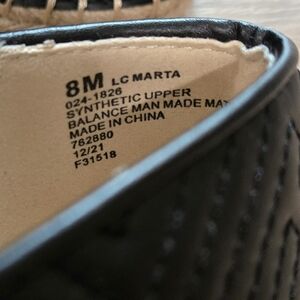 8M LC MARTA
024-1826
SYNTHETIC UPPER
BALANCE MAN MADE MAT
MADE IN CHINA
762880
12/21
F31518